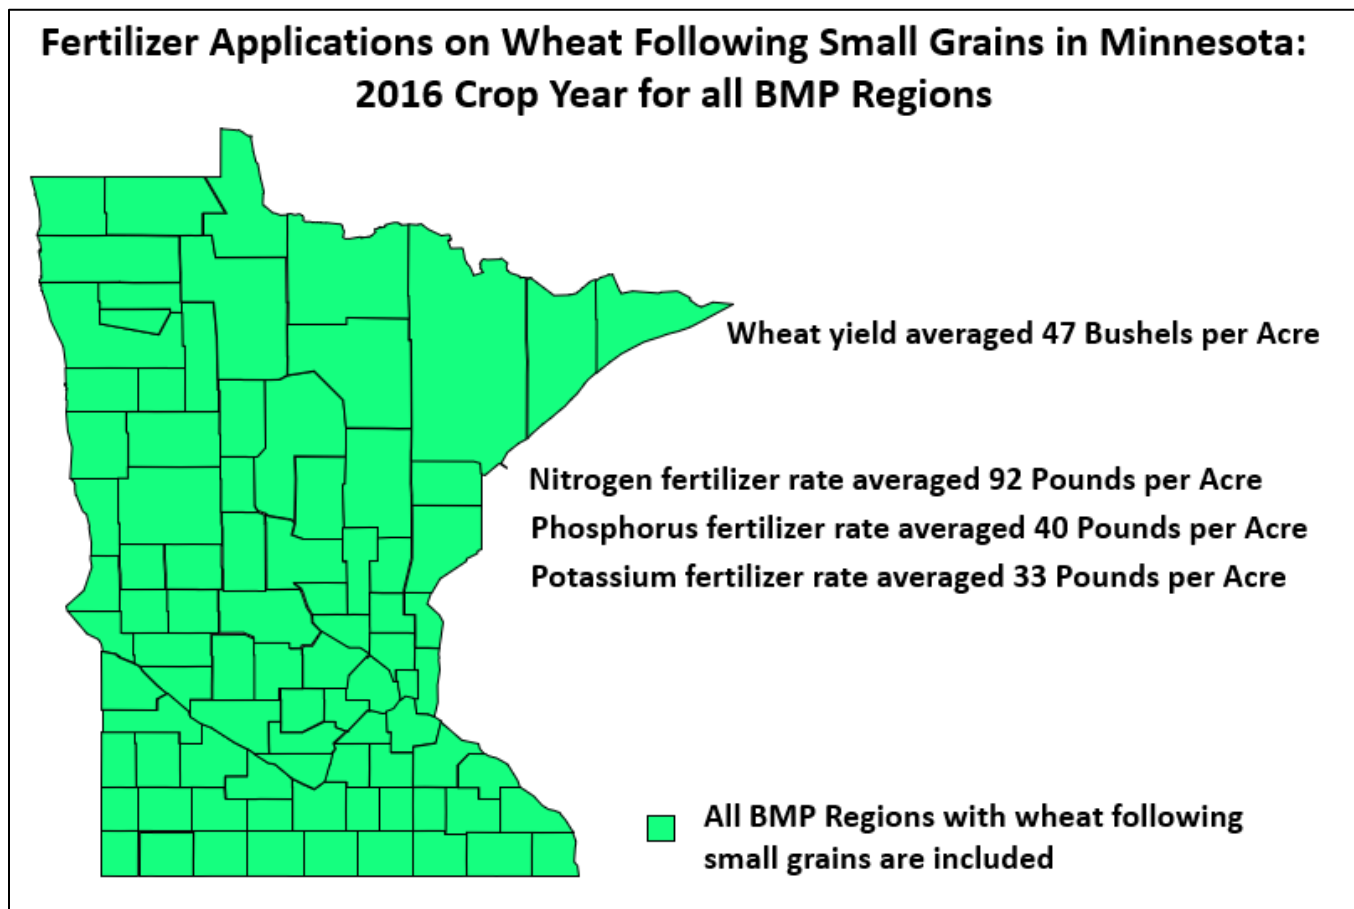 Fertilizer Applications on Wheat Following Small Grains in Minnesota:
2016 Crop Year for all BMP Regions
Wheat yield averaged 47 Bushels per Acre
Nitrogen fertilizer rate averaged 92 Pounds per Acre
Phosphorus fertilizer rate averaged 40 Pounds per Acre
Potassium fertilizer rate averaged 33 Pounds per Acre
All BMP Regions with wheat following
small grains are included